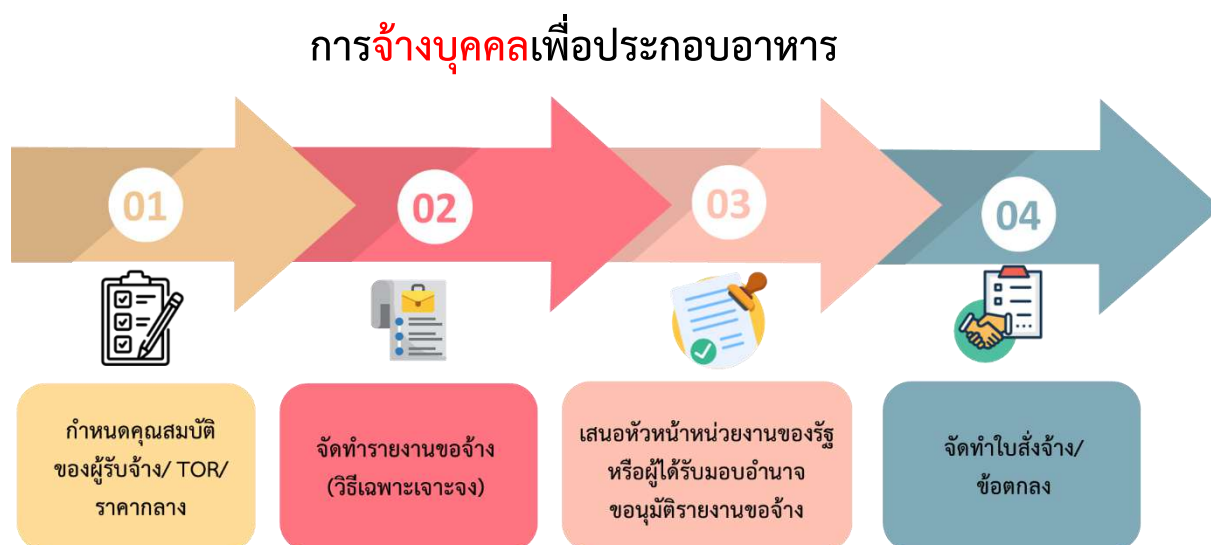 การจ้างบุคคลเพื่อประกอบอาหาร
01
02
03
04
กำหนดคุณสมบัติ
ของผู้รับจ้าง/ TOR/
ราคากลาง
จัดทำรายงานขอจ้าง
(วิธีเฉพาะเจาะจง)
เสนอหัวหน้าหน่วยงานของรัฐ
หรือผู้ได้รับมอบอำนาจ
ขอนุมัติรายงานขอจ้าง
จัดทำใบสั่งจ้าง/
ข้อตกลง